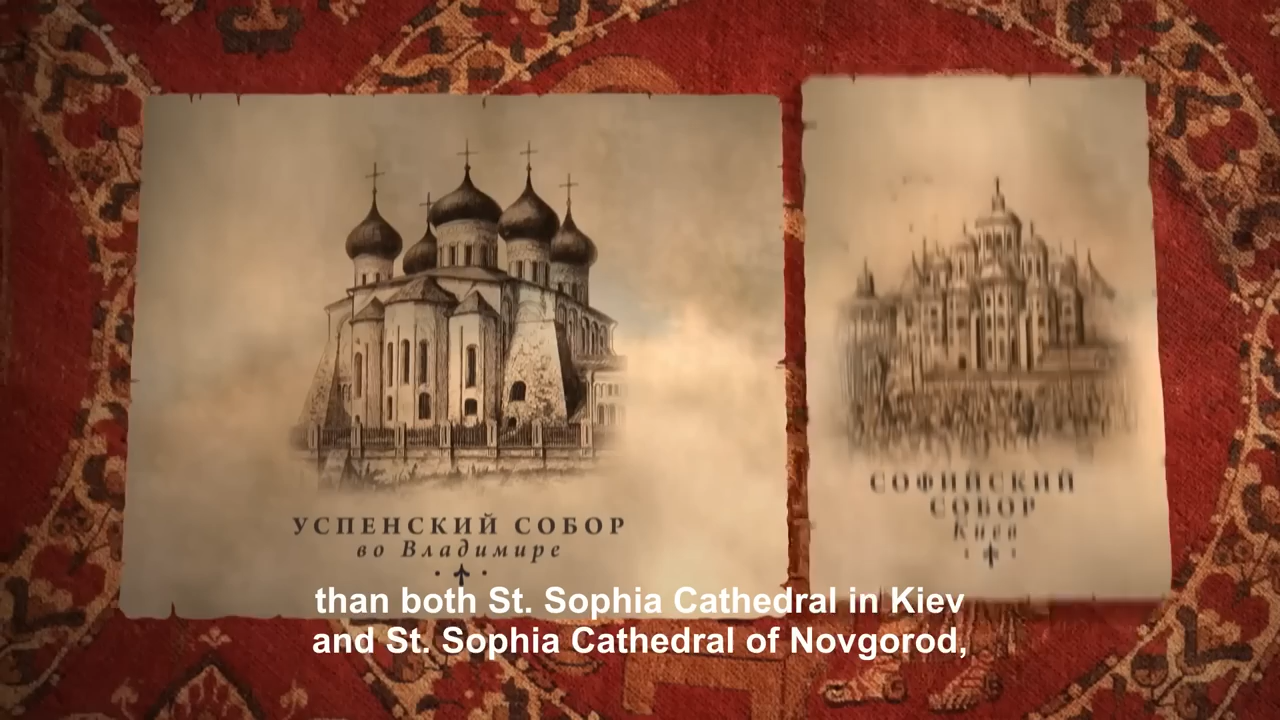 УСПЕНСКИЙ СОБОР
во Владимире
СОФИЙСКИЙ
СОБОР
Киев
than both St. Sophia Cathedral in Kiev
and St. Sophia Cathedral of Novgorod,